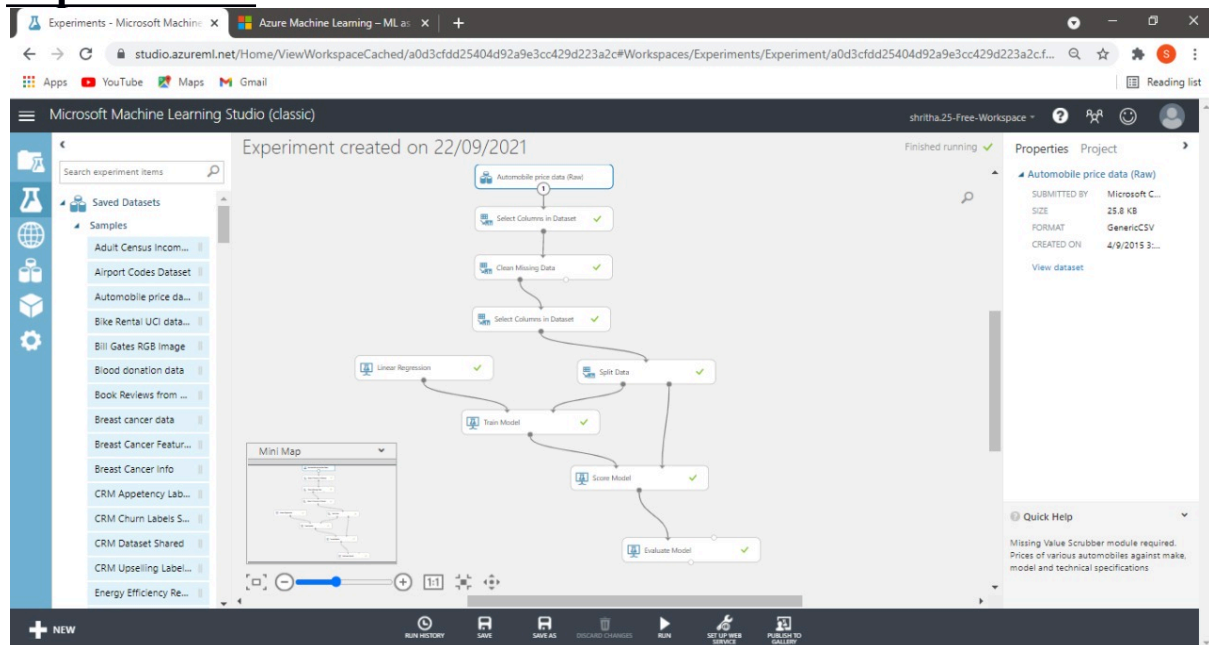 Experiments - Microsoft Machine
Azure Machine Learning – ML as
studio.azureml.net/Home/ViewWorkspaceCached/a0d3cfdd25404d92a9e3cc429d223a2c#Workspaces/Experiments/Experiment/a0d3cfdd25404d92a9e3cc429d223a2c.f...
S
Apps YouTube Maps Gmail
Reading list
Microsoft Machine Learning Studio (classic)
shritha.25-Free-Workspace
?
Search experiment items
Saved Datasets
Samples
Adult Census Incom...
Airport Codes Dataset
Automobile price da...
Bike Rental UCI data...
Bill Gates RGB Image
Blood donation data
Book Reviews from ...
Breast cancer data
Breast Cancer Featur...
Breast Cancer Info
CRM Appetency Lab...
CRM Churn Labels S...
CRM Dataset Shared
CRM Upselling Label...
Energy Efficiency Re...
Experiment created on 22/09/2021
Finished running
Automobile price data (Raw)
1
Select Columns in Dataset
Clean Missing Data
Select Columns in Dataset
Linear Regression
Split Data
Train Model
Score Model
Evaluate Model
Mini Map
1:1
Properties Project
Automobile price data (Raw)
SUBMITTED BY Microsoft C...
SIZE 25.8 KB
FORMAT GenericCSV
CREATED ON 4/9/2015 3:...
View dataset
Quick Help
Missing Value Scrubber module required.
Prices of various automobiles against make,
model and technical specifications
NEW
RUN HISTORY
SAVE
SAVE AS
DISCARD CHANGES
RUN
SET UP WEB
SERVICE
PUBLISH TO
GALLERY